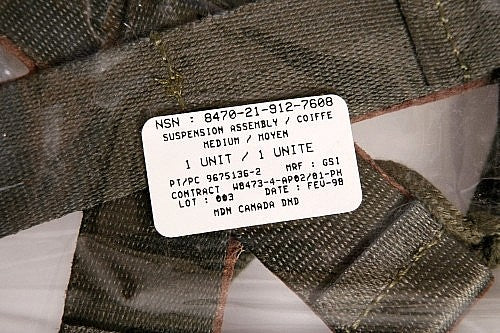 NSN : 8470-21-912-7608
SUSPENSION ASSEMBLY / COIFFE
MEDIUM / MOYEN
1 UNIT / 1 UNITE
PT/PC 9675136-2 MRF : GS1
CONTRACT W8473-4-AP02/01-PH
LOT : 003 DATE : FEV-98
MDN CANADA DND